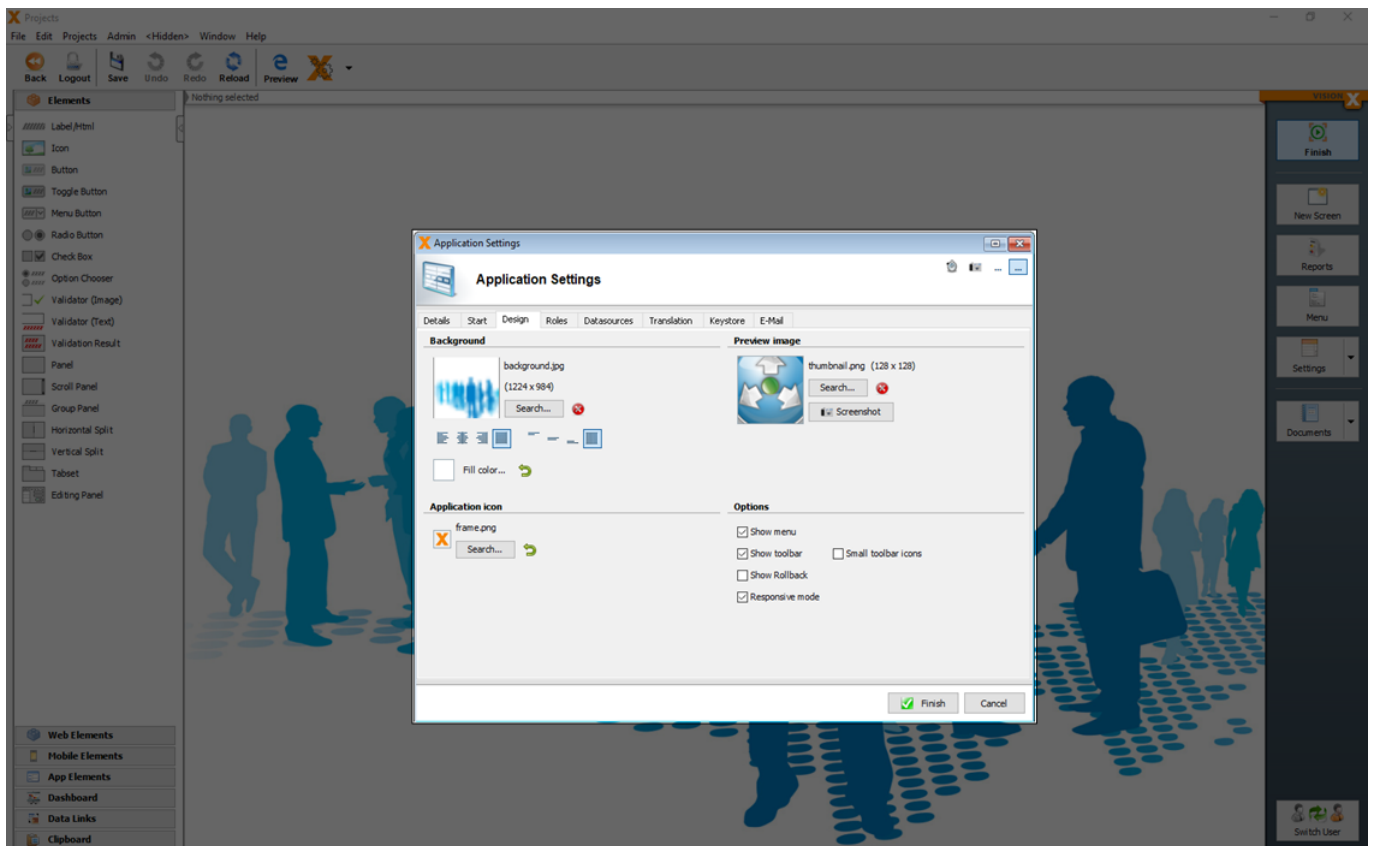 Projects
File Edit Projects Admin <Hidden> Window Help
Back Logout Save Undo Redo Reload Preview
Elements
Nothing selected
Label/Html
Icon
Button
Toggle Button
Menu Button
Radio Button
Check Box
Option Chooser
Validator (Image)
Validator (Text)
Validation Result
Panel
Scroll Panel
Group Panel
Horizontal Split
Vertical Split
Tabset
Editing Panel
Web Elements
Mobile Elements
App Elements
Dashboard
Data Links
Clipboard
Application Settings
Application Settings
... ...
Details Start Design Roles Datasources Translation Keystore E-Mail
Background
background.jpg
(1224 x 984)
Search...
Fill color...
Preview image
thumbnail.png (128 x 128)
Search...
Screenshot
Application icon
frame.png
Search...
Options
Show menu
Show toolbar Small toolbar icons
Show Rollback
Responsive mode
Finish Cancel
VISION X
Finish
New Screen
Reports
Menu
Settings
Documents
Switch User